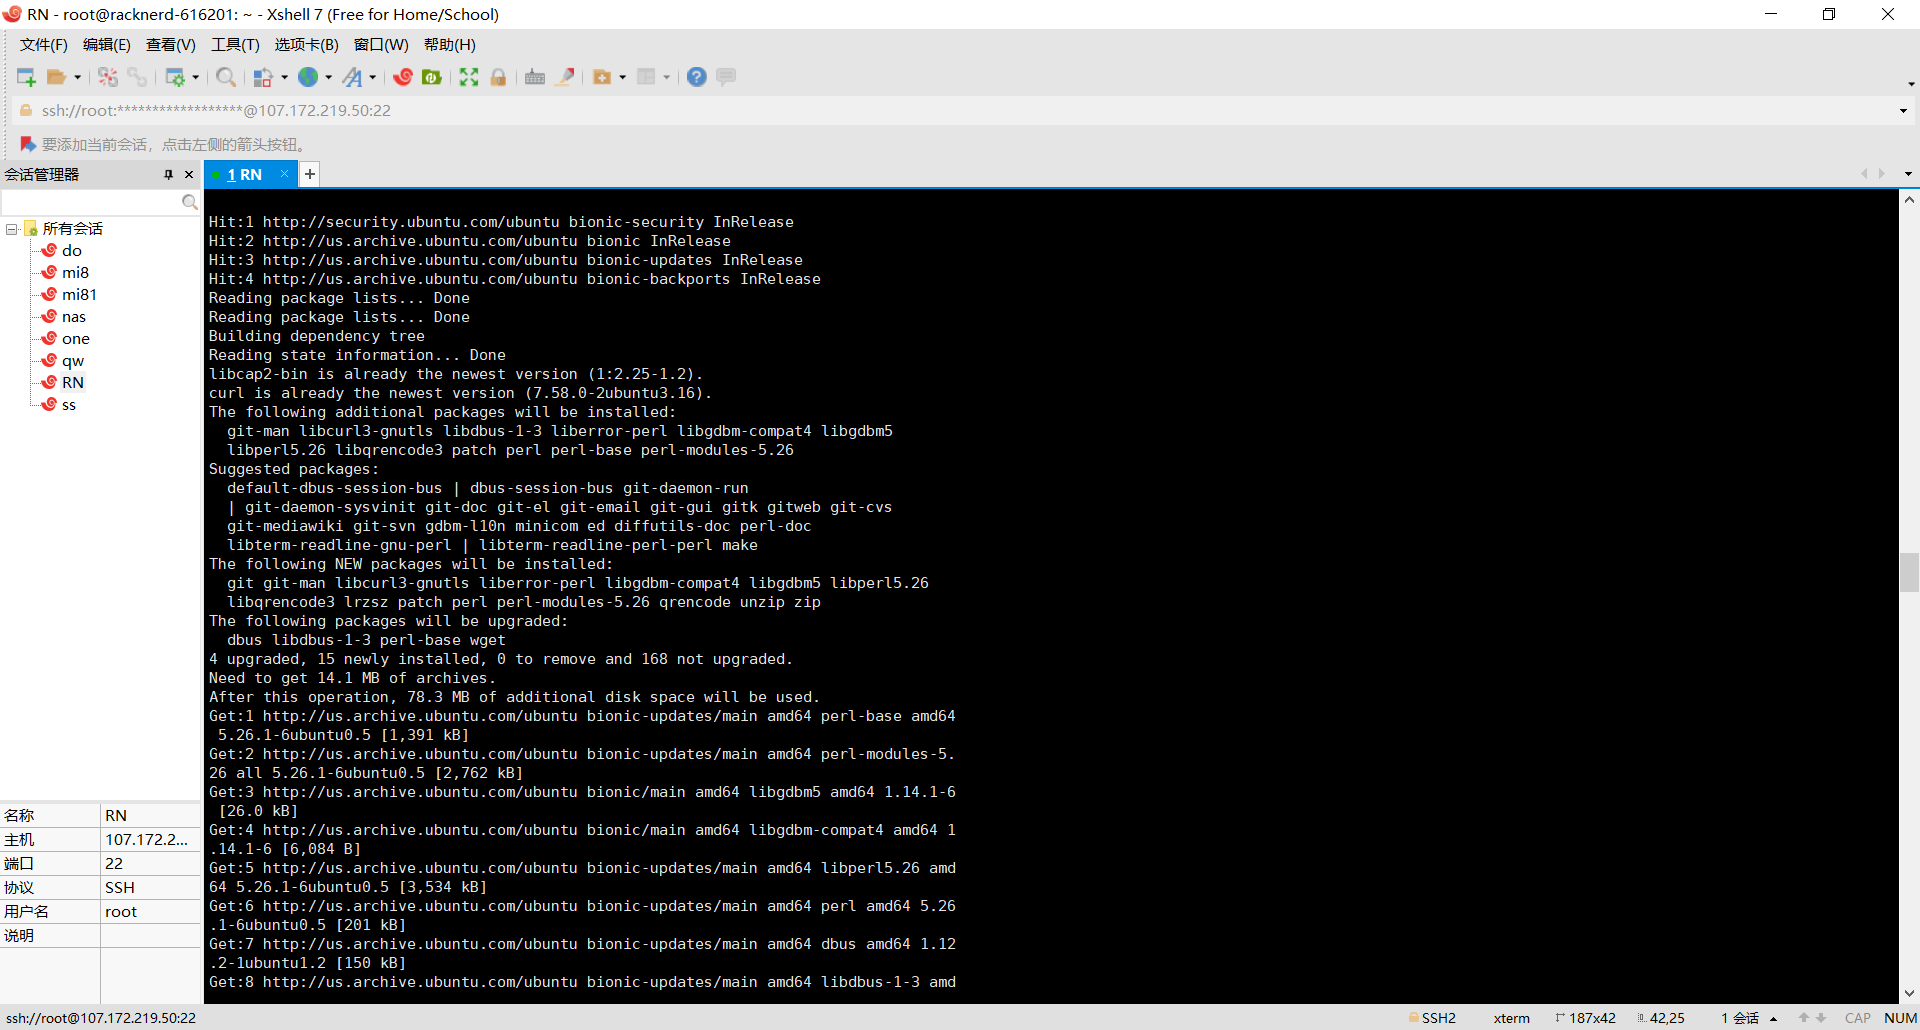 RN - root@racknerd-616201: ~ - Xshell 7 (Free for Home/School)
文件(F) 编辑(E) 查看(V) 工具(T) 选项卡(B) 窗口(W) 帮助(H)
ssh://root:******************@107.172.219.50:22
要添加当前会话，点击左侧的箭头按钮。
会话管理器
1 RN
所有会话
do
mi8
mi81
nas
one
qw
RN
ss
名称 RN
主机 107.172.2...
端口 22
协议 SSH
用户名 root
说明
Hit:1 http://security.ubuntu.com/ubuntu bionic-security InRelease
Hit:2 http://us.archive.ubuntu.com/ubuntu bionic InRelease
Hit:3 http://us.archive.ubuntu.com/ubuntu bionic-updates InRelease
Hit:4 http://us.archive.ubuntu.com/ubuntu bionic-backports InRelease
Reading package lists... Done
Reading package lists... Done
Building dependency tree
Reading state information... Done
libcap2-bin is already the newest version (1:2.25-1.2).
curl is already the newest version (7.58.0-2ubuntu3.16).
The following additional packages will be installed:
  git-man libcurl3-gnutls libdbus-1-3 liberror-perl libgdbm-compat4 libgdbm5
  libperl5.26 libqrencode3 patch perl perl-base perl-modules-5.26
Suggested packages:
  default-dbus-session-bus | dbus-session-bus git-daemon-run
  | git-daemon-sysvinit git-doc git-el git-email git-gui gitk gitweb git-cvs
  git-mediawiki git-svn gdbm-l10n minicom ed diffutils-doc perl-doc
  libterm-readline-gnu-perl | libterm-readline-perl-perl make
The following NEW packages will be installed:
  git git-man libcurl3-gnutls liberror-perl libgdbm-compat4 libgdbm5 libperl5.26
  libqrencode3 lrzsz patch perl perl-modules-5.26 qrencode unzip zip
The following packages will be upgraded:
  dbus libdbus-1-3 perl-base wget
4 upgraded, 15 newly installed, 0 to remove and 168 not upgraded.
Need to get 14.1 MB of archives.
After this operation, 78.3 MB of additional disk space will be used.
Get:1 http://us.archive.ubuntu.com/ubuntu bionic-updates/main amd64 perl-base amd64
 5.26.1-6ubuntu0.5 [1,391 kB]
Get:2 http://us.archive.ubuntu.com/ubuntu bionic-updates/main amd64 perl-modules-5.
26 all 5.26.1-6ubuntu0.5 [2,762 kB]
Get:3 http://us.archive.ubuntu.com/ubuntu bionic/main amd64 libgdbm5 amd64 1.14.1-6
 [26.0 kB]
Get:4 http://us.archive.ubuntu.com/ubuntu bionic/main amd64 libgdbm-compat4 amd64 1
.14.1-6 [6,084 B]
Get:5 http://us.archive.ubuntu.com/ubuntu bionic-updates/main amd64 libperl5.26 amd
64 5.26.1-6ubuntu0.5 [3,534 kB]
Get:6 http://us.archive.ubuntu.com/ubuntu bionic-updates/main amd64 perl amd64 5.26
.1-6ubuntu0.5 [201 kB]
Get:7 http://us.archive.ubuntu.com/ubuntu bionic-updates/main amd64 dbus amd64 1.12
.2-1ubuntu1.2 [150 kB]
Get:8 http://us.archive.ubuntu.com/ubuntu bionic-updates/main amd64 libdbus-1-3 amd
ssh://root@107.172.219.50:22 SSH2 xterm 187x42 42,25 1 会话 CAP NUM